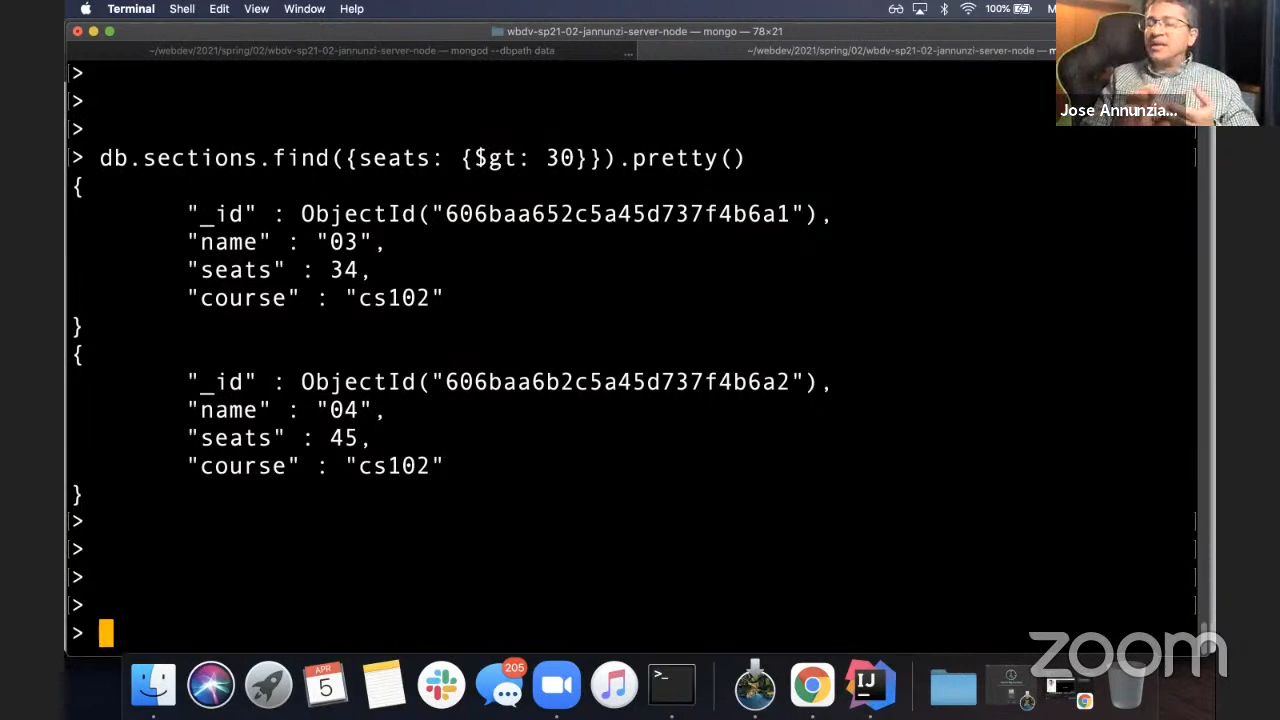 Terminal Shell Edit View Window Help 100%
wbdv-sp21-02-jannunzi-server-node — mongo — 78×21
~/webdev/2021/spring/02/wbdv-sp21-02-jannunzi-server-node — mongod --dbpath data ... ~/webdev/2021/spring/02/wbdv-sp21-02-jannunzi-server-node — m
Jose Annunzia...
>
>
>
> db.sections.find({seats: {$gt: 30}}).pretty()
{
"_id" : ObjectId("606baa652c5a45d737f4b6a1"),
"name" : "03",
"seats" : 34,
"course" : "cs102"
}
{
"_id" : ObjectId("606baa6b2c5a45d737f4b6a2"),
"name" : "04",
"seats" : 45,
"course" : "cs102"
}
>
>
>
>
>
zoom
APR
5
205
>_
IJ